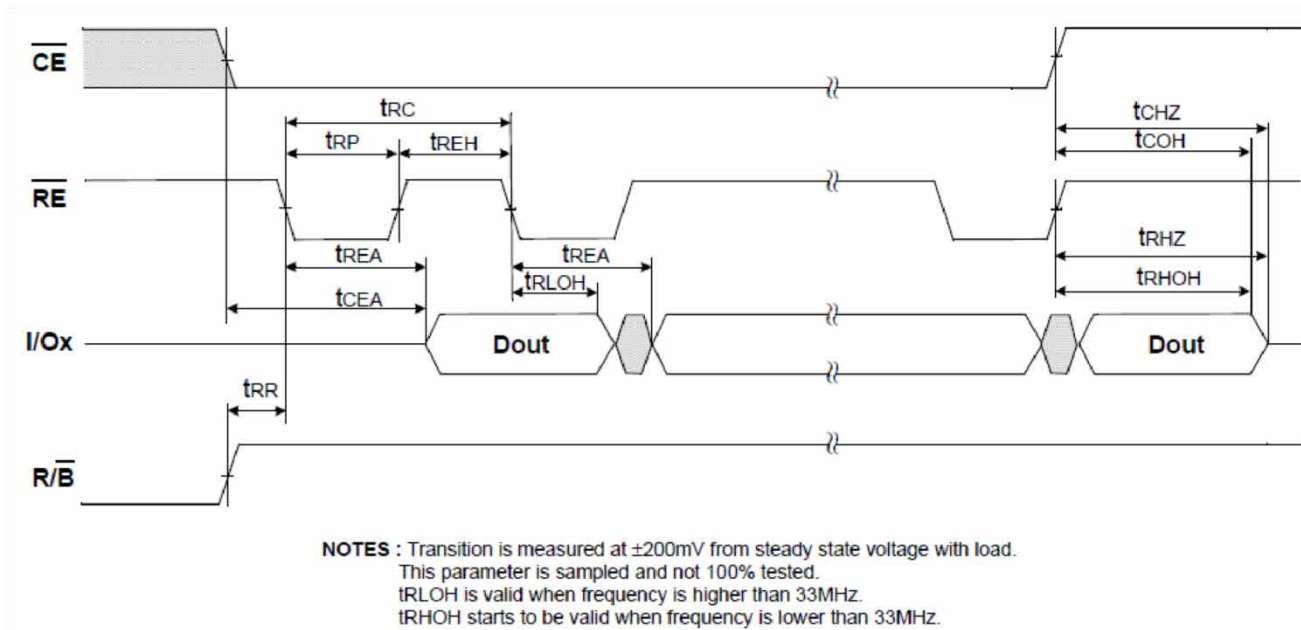 C̅E̅
tRC
tCHZ
tRP
tREH
tCOH
R̅E̅
tREA
tREA
tRHZ
tCEA
tRLOH
tRHOH
I/Ox
Dout
Dout
tRR
R/B̅
NOTES : Transition is measured at ±200mV from steady state voltage with load.
This parameter is sampled and not 100% tested.
tRLOH is valid when frequency is higher than 33MHz.
tRHOH starts to be valid when frequency is lower than 33MHz.